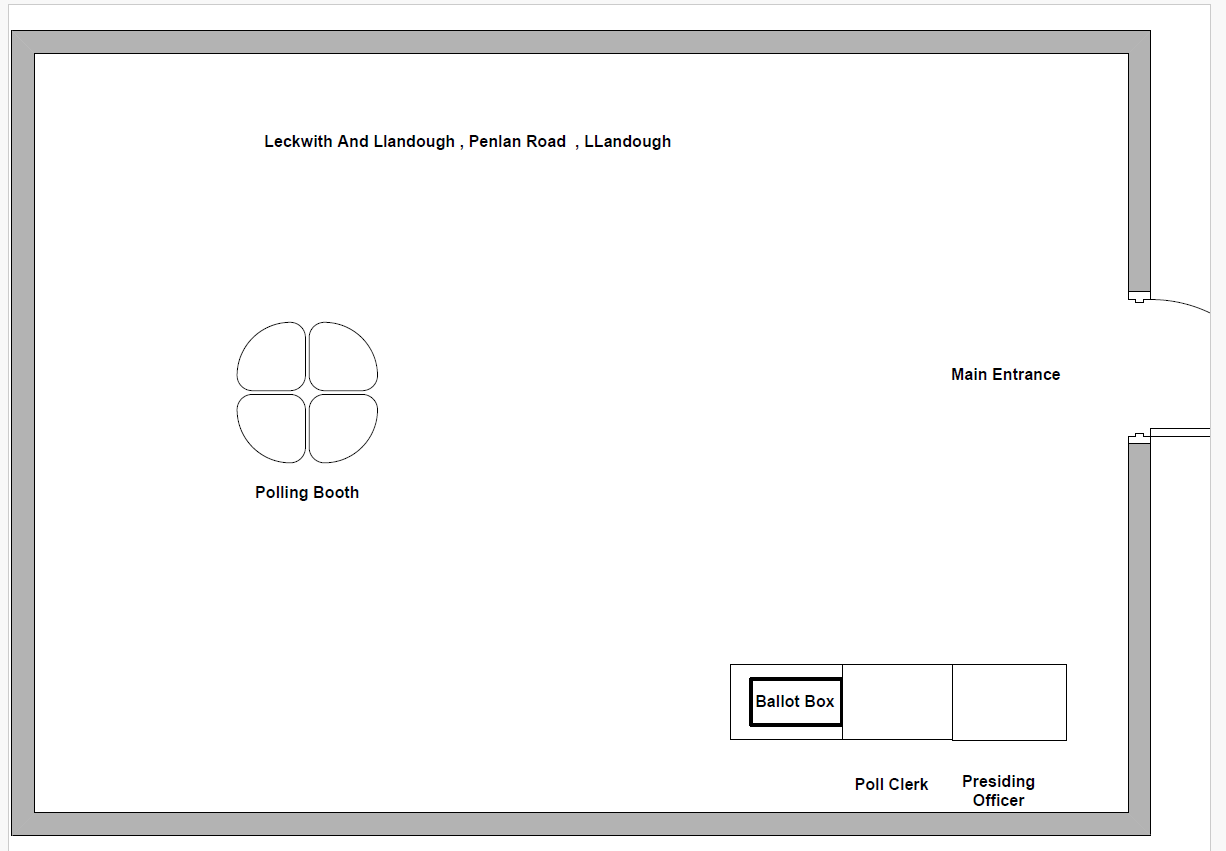 Leckwith And Llandough , Penlan Road  , LLandough
Main Entrance
Polling Booth
Ballot Box
Poll Clerk
Presiding
Officer